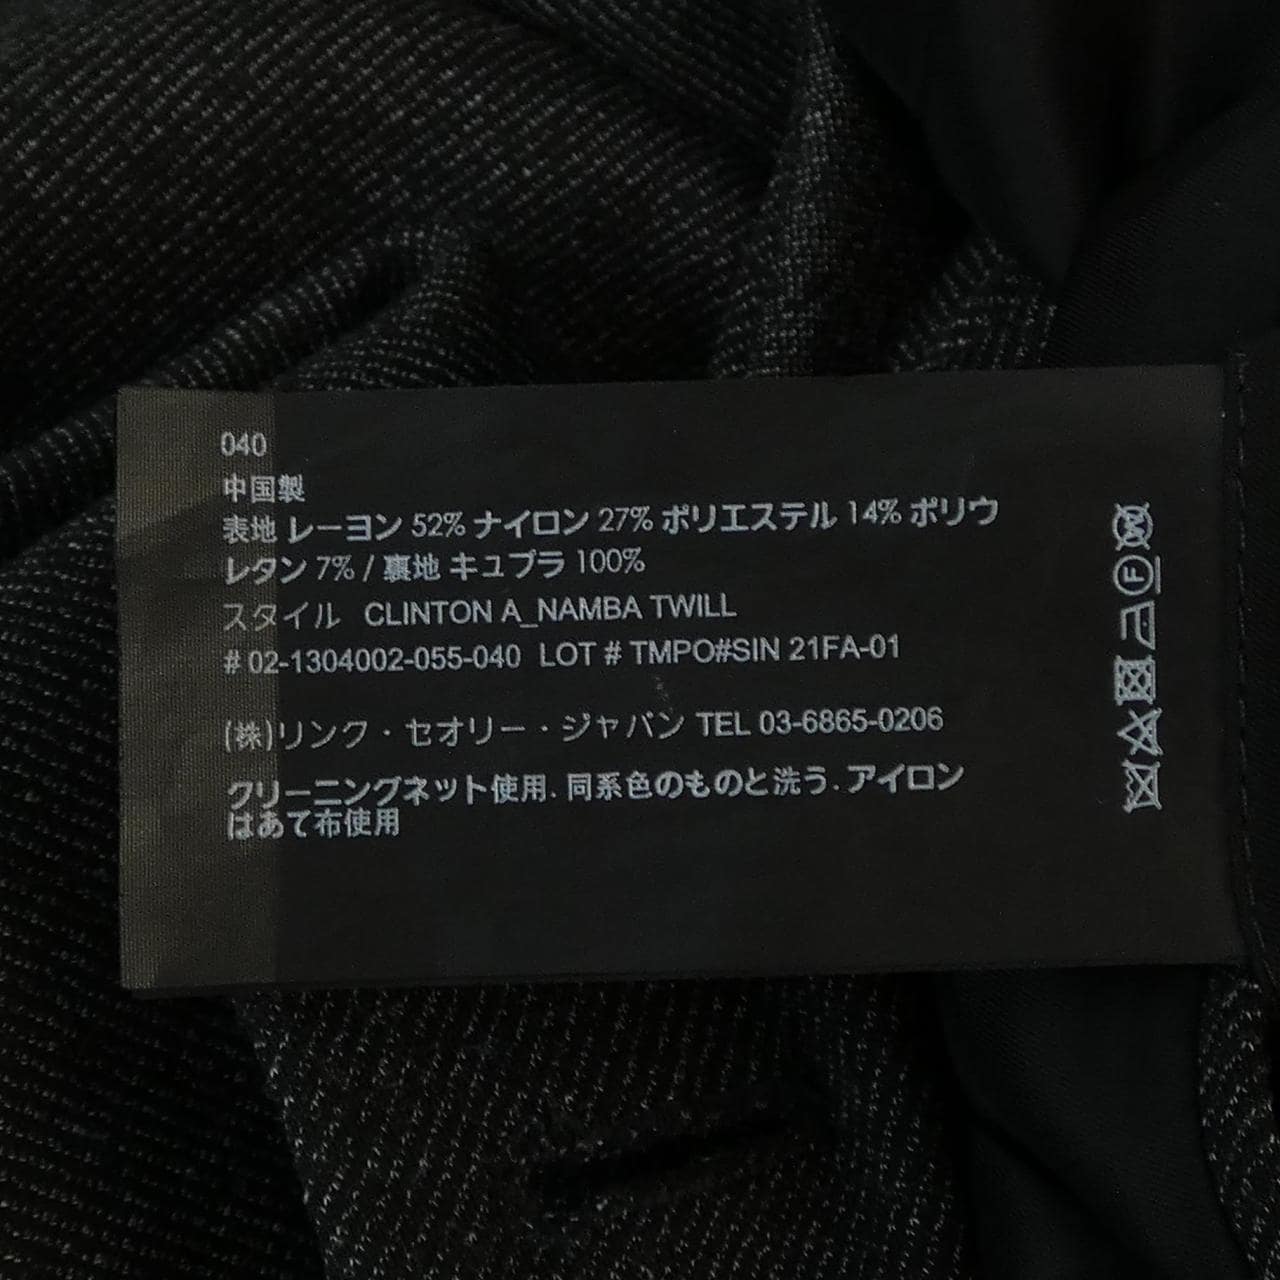 040
中国製
表地 レーヨン 52% ナイロン 27% ポリエステル 14% ポリウ
レタン 7% / 裏地 キュプラ 100%
スタイル CLINTON A_NAMBA TWILL
# 02-1304002-055-040 LOT # TMPO#SIN 21FA-01
(株)リンク・セオリー・ジャパン TEL 03-6865-0206
クリーニングネット使用. 同系色のものと洗う. アイロン
はあて布使用
W
F